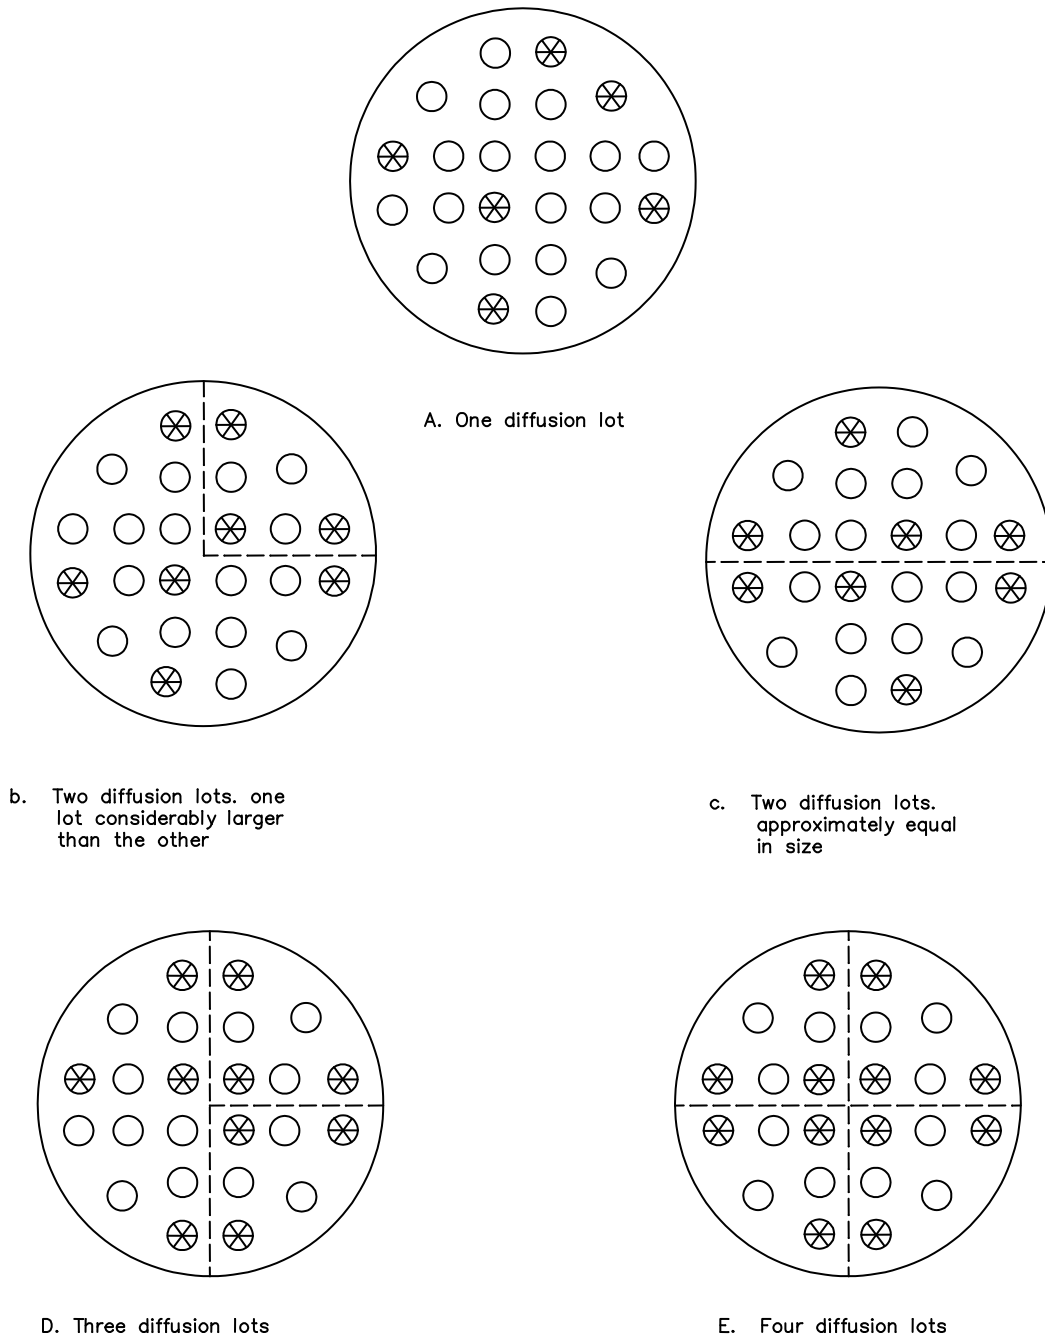 A. One diffusion lot
b. Two diffusion lots. one
lot considerably larger
than the other
c. Two diffusion lots.
approximately equal
in size
D. Three diffusion lots
E. Four diffusion lots